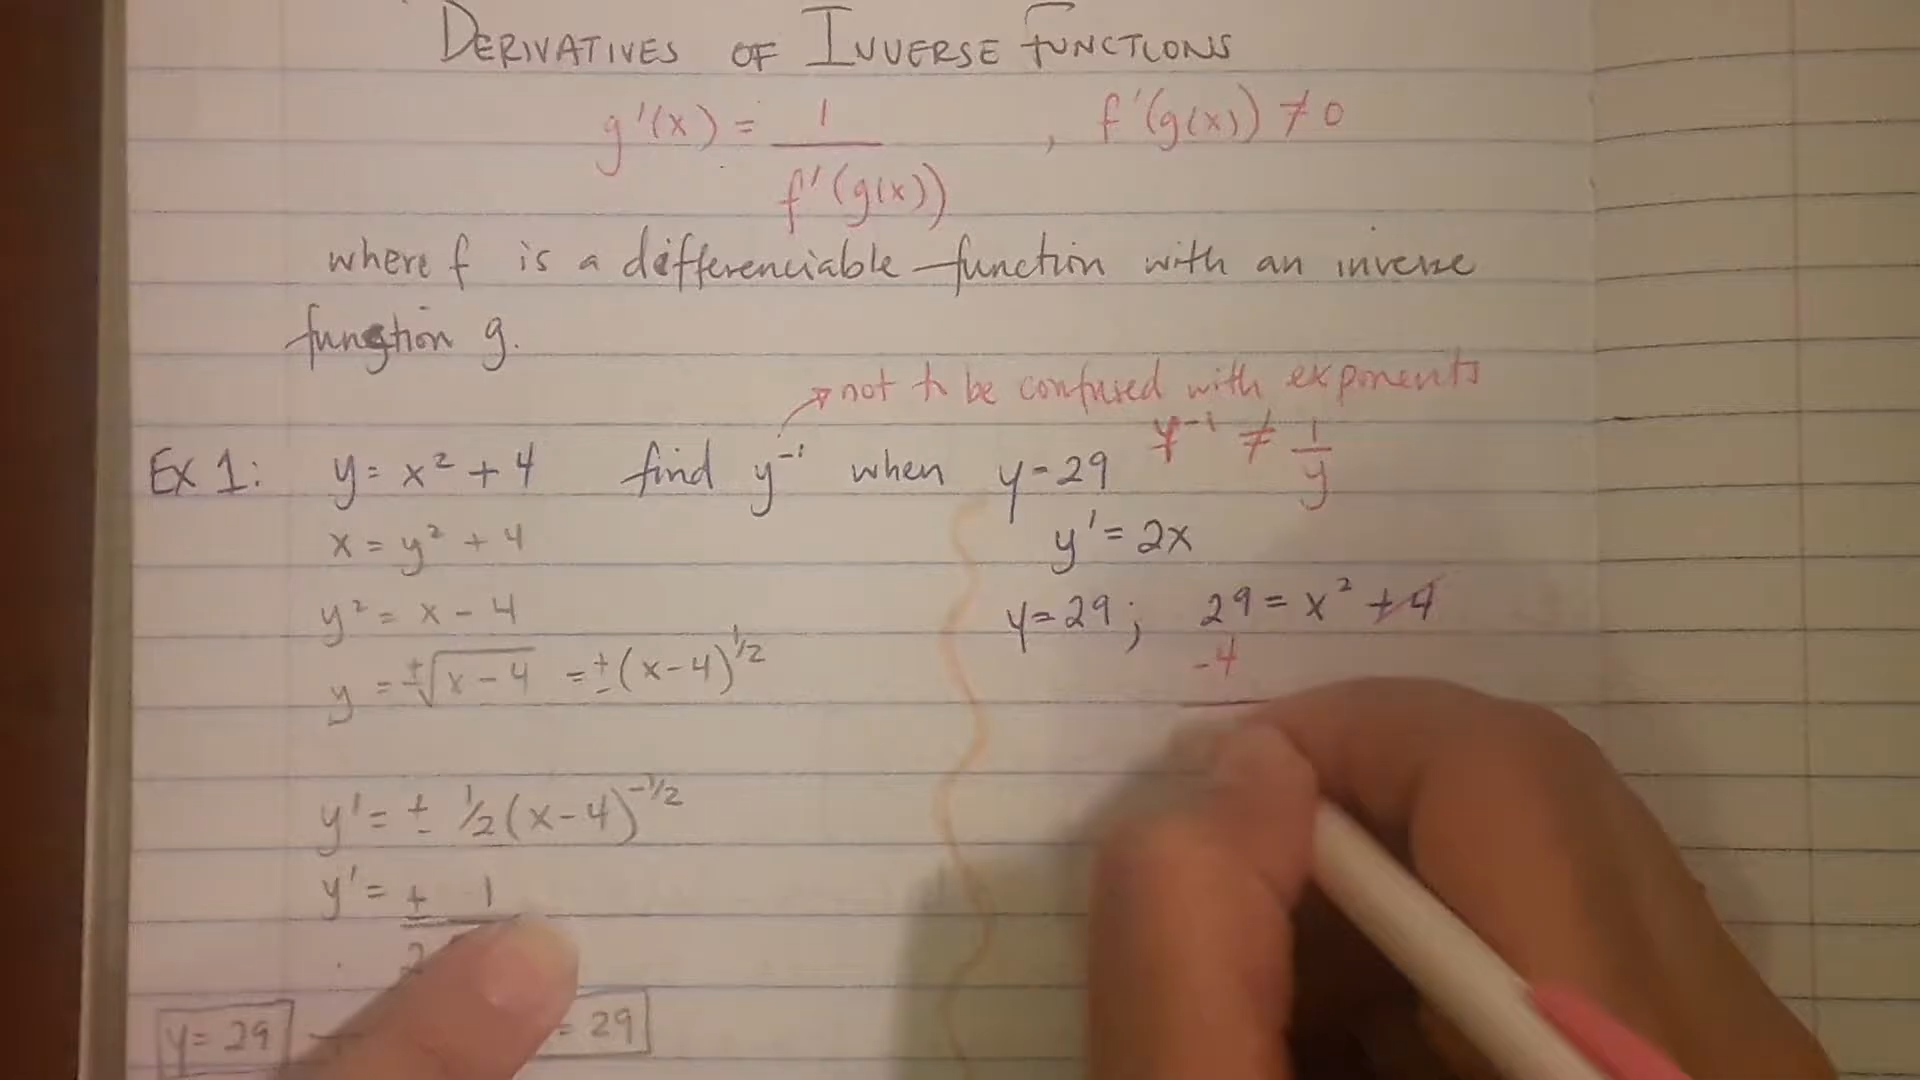 DERIVATIVES OF INVERSE FUNCTIONS
g'(x) = 1 / f'(g(x)) , f'(g(x)) ≠ 0
where f is a differenciable function with an inverse
function g.
not to be confused with exponents
y⁻¹ ≠ 1/y
Ex 1: y = x² + 4 find y⁻¹ when y = 29
x = y² + 4
y² = x - 4
y = ±√(x - 4) = ±(x - 4)^1/2
y' = ± 1/2 (x - 4)^-1/2
y' = ± 1
2
y = 29
= 29
y' = 2x
y = 29; 29 = x² + 4
-4